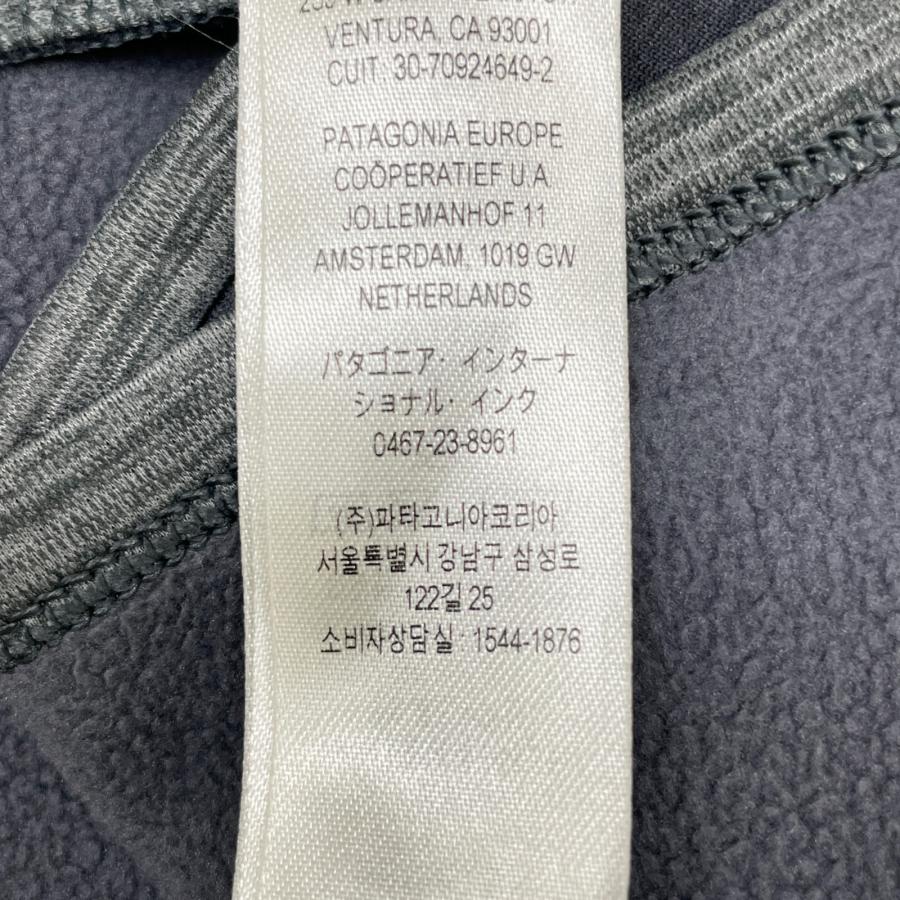 VENTURA, CA 93001
CUIT. 30-70924649-2
PATAGONIA EUROPE
COÖPERATIEF U.A.
JOLLEMANHOF 11
AMSTERDAM, 1019 GW
NETHERLANDS
パタゴニア・インターナ
ショナル・インク
0467-23-8961
(주)파타고니아코리아
서울특별시 강남구 삼성로
122길 25
소비자상담실: 1544-1876